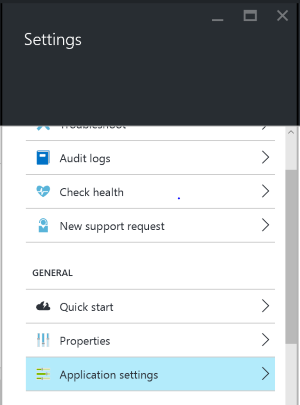 Settings
Troubleshoot
Audit logs
Check health
New support request
GENERAL
Quick start
Properties
Application settings